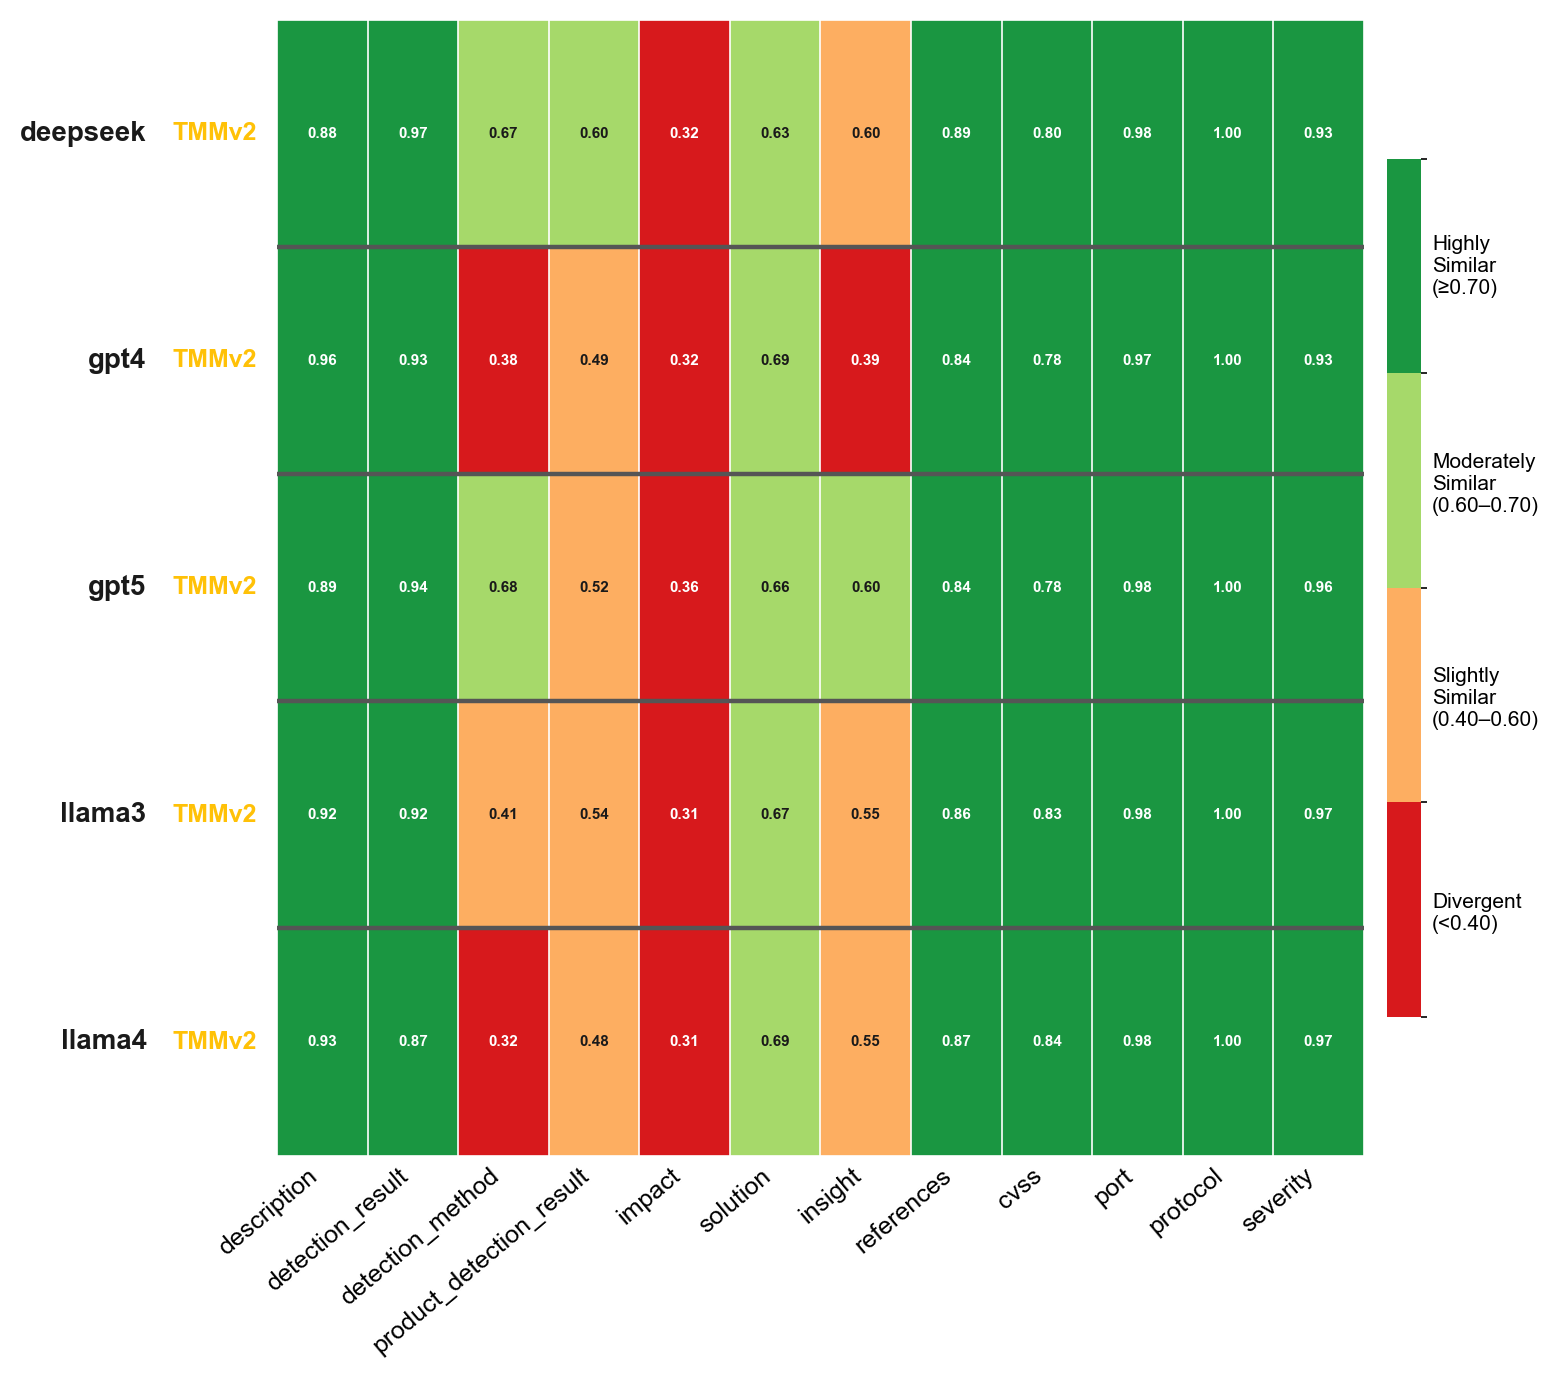 deepseek TMMv2 0.88 0.97 0.67 0.60 0.32 0.63 0.60 0.89 0.80 0.98 1.00 0.93
gpt4 TMMv2 0.96 0.93 0.38 0.49 0.32 0.69 0.39 0.84 0.78 0.97 1.00 0.93
gpt5 TMMv2 0.89 0.94 0.68 0.52 0.36 0.66 0.60 0.84 0.78 0.98 1.00 0.96
llama3 TMMv2 0.92 0.92 0.41 0.54 0.31 0.67 0.55 0.86 0.83 0.98 1.00 0.97
llama4 TMMv2 0.93 0.87 0.32 0.48 0.31 0.69 0.55 0.87 0.84 0.98 1.00 0.97
description
detection_result
detection_method
product_detection_result
impact
solution
insight
references
cvss
port
protocol
severity
Highly
Similar
(≥0.70)
Moderately
Similar
(0.60–0.70)
Slightly
Similar
(0.40–0.60)
Divergent
(<0.40)